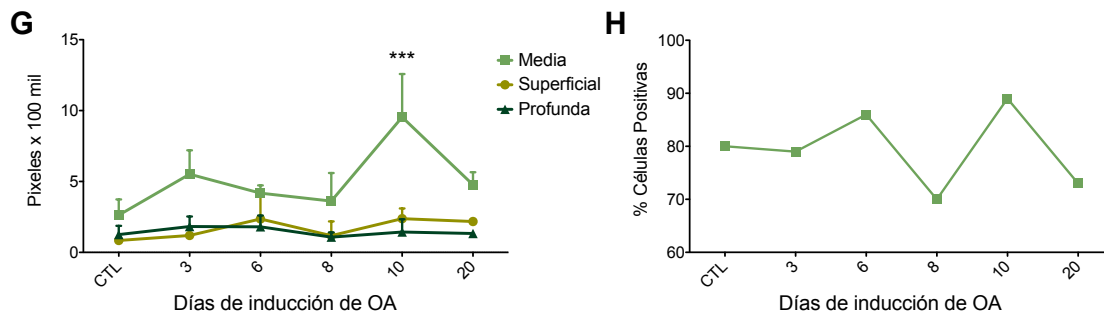 G
Pixeles x 100 mil
15
10
5
0
***
Media
Superficial
Profunda
CTL
3
6
8
10
20
Días de inducción de OA
H
% Células Positivas
100
90
80
70
60
CTL
3
6
8
10
20
Días de inducción de OA